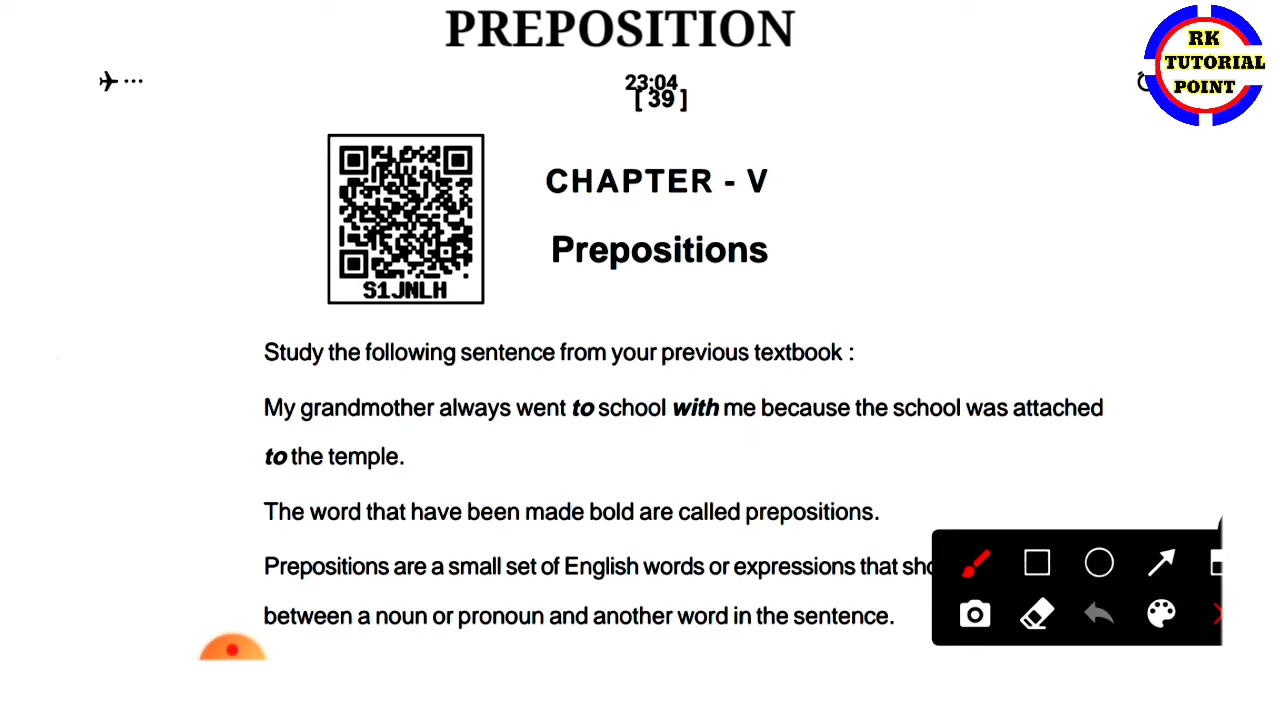 PREPOSITION
RK
TUTORIAL
POINT
23:04
[ 39 ]
CHAPTER - V
Prepositions
S1JNLH
Study the following sentence from your previous textbook :
My grandmother always went to school with me because the school was attached
to the temple.
The word that have been made bold are called prepositions.
Prepositions are a small set of English words or expressions that
between a noun or pronoun and another word in the sentence.